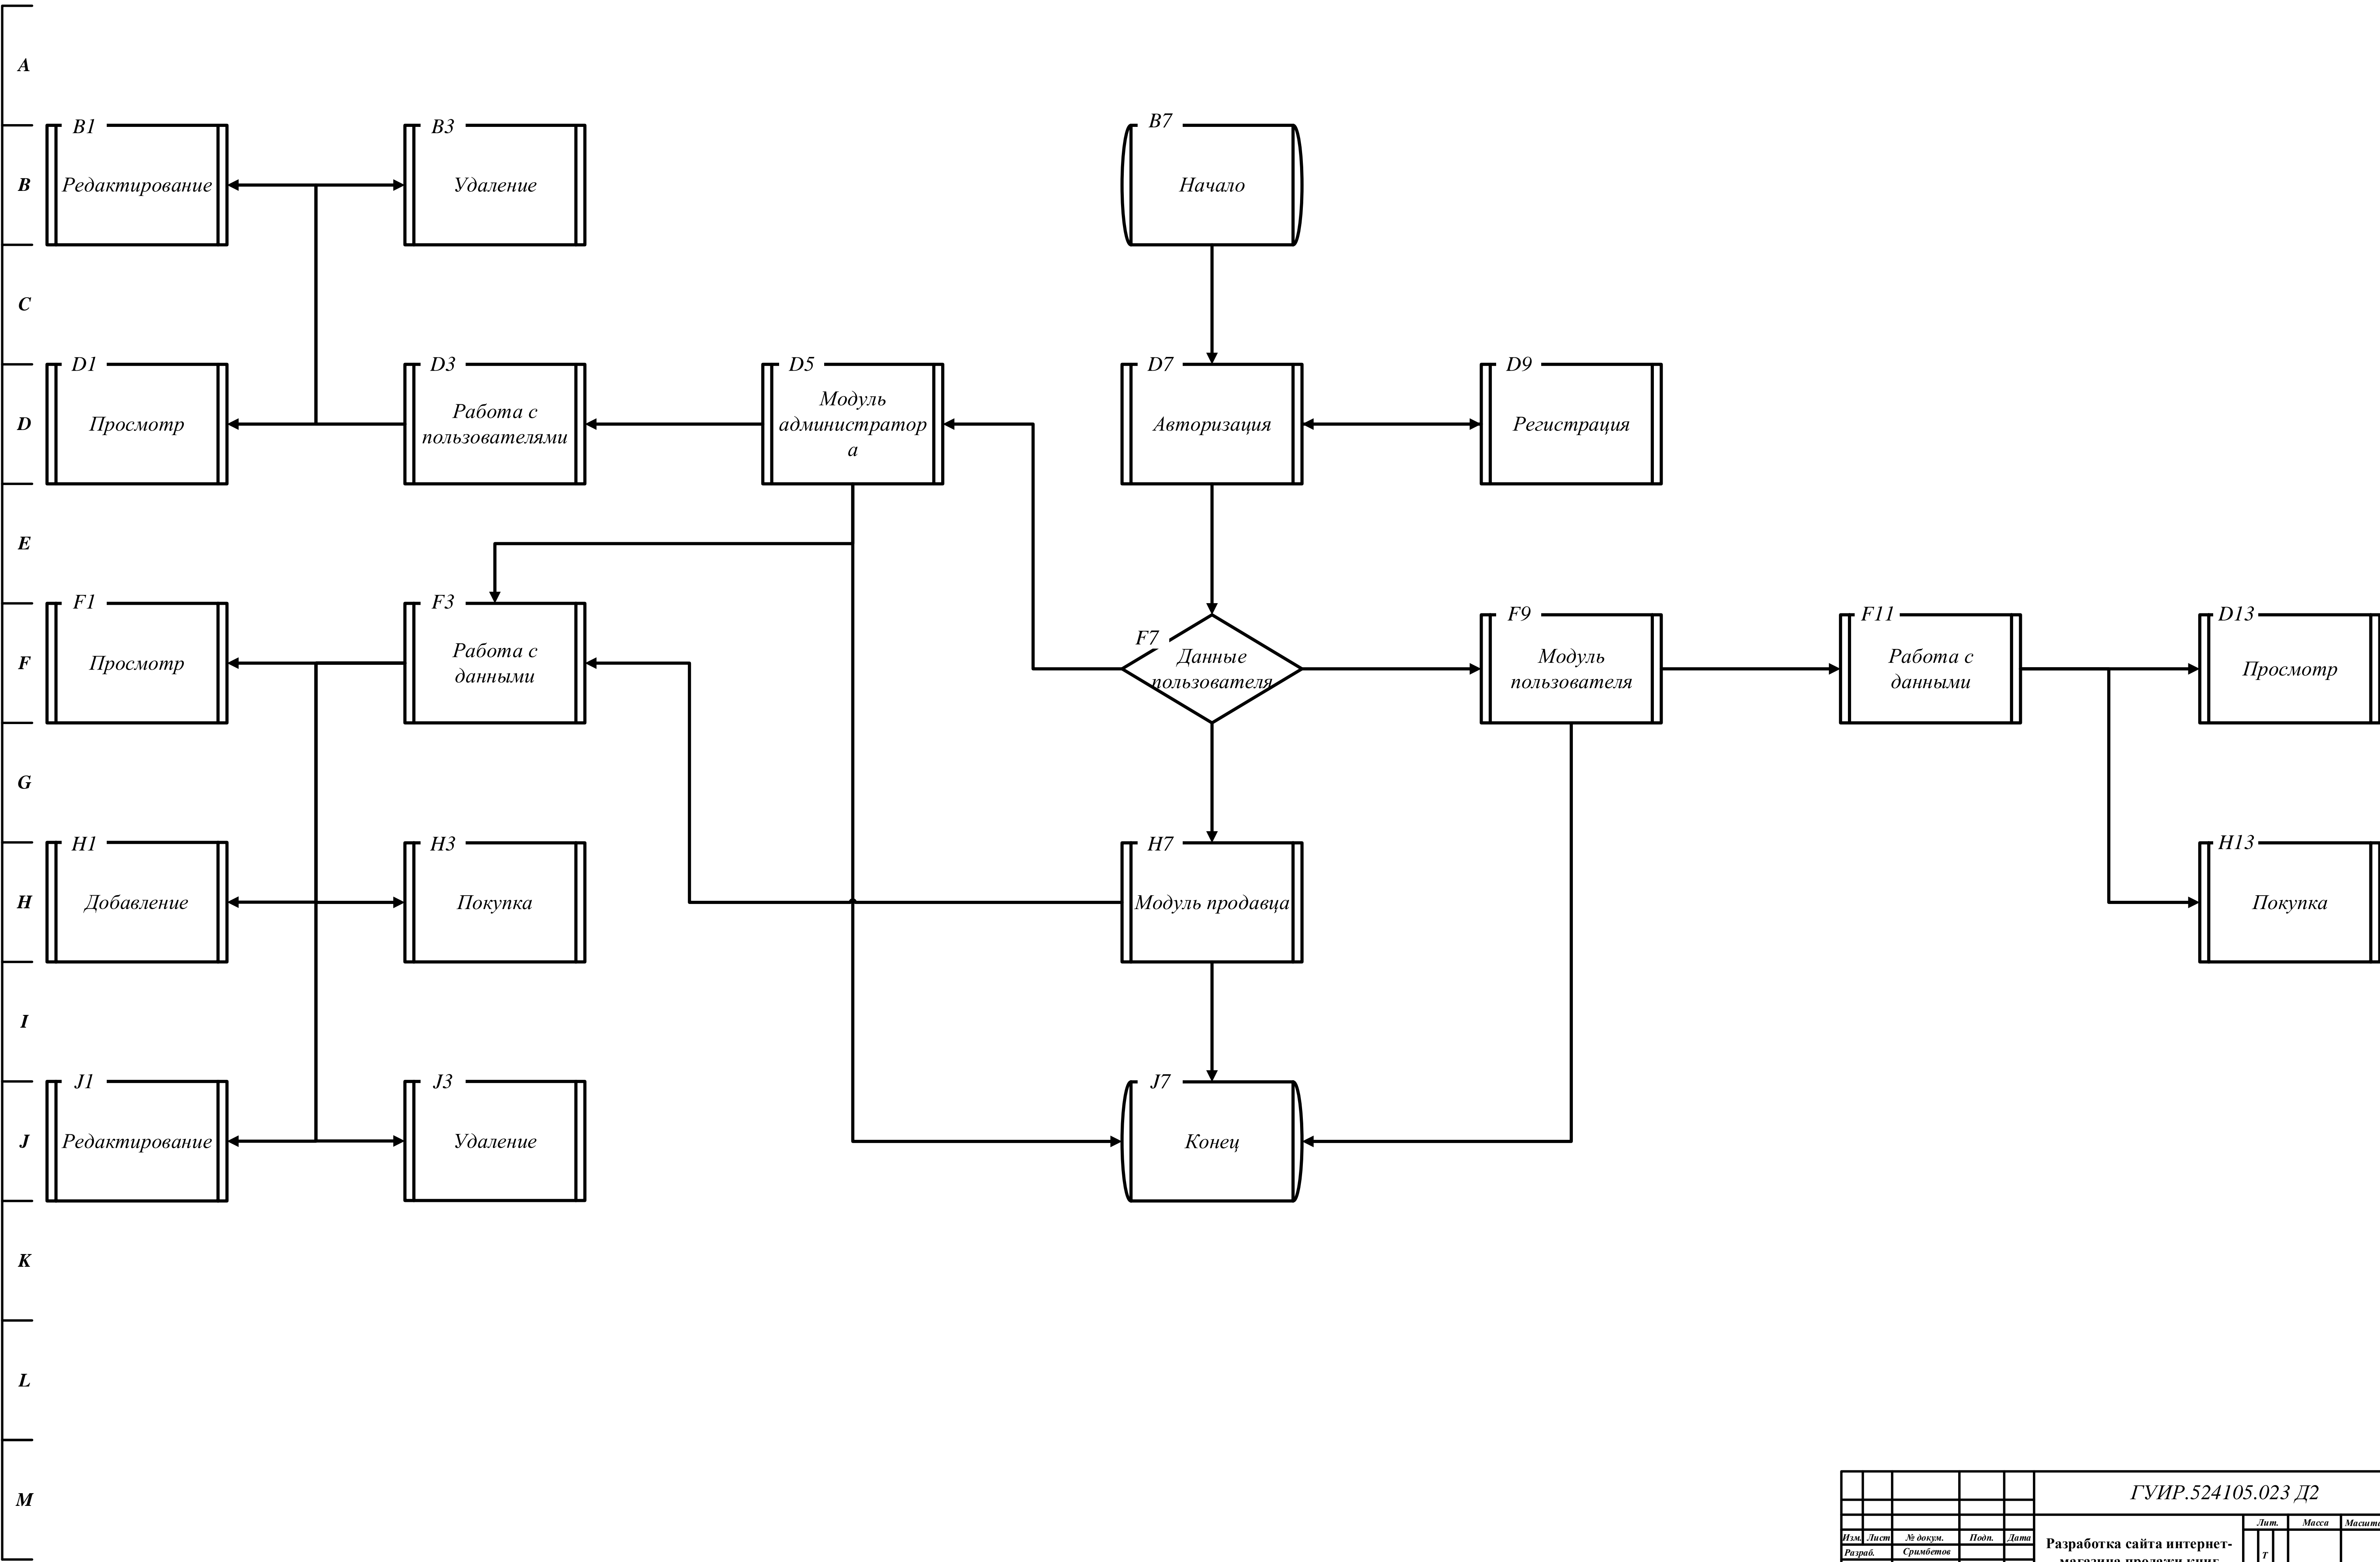 A
B1
B3
B7
B
Редактирование
Удаление
Начало
C
D1
D3
D5
D7
D9
D
Просмотр
Работа с
пользователями
Модуль
администратор
а
Авторизация
Регистрация
E
F1
F3
F7
F9
F11
D13
F
Просмотр
Работа с
данными
Данные
пользователя
Модуль
пользователя
Работа с
данными
Просмотр
G
H1
H3
H7
H13
H
Добавление
Покупка
Модуль продавца
Покупка
I
J1
J3
J7
J
Редактирование
Удаление
Конец
K
L
M
ГУИР.524105.023 Д2
Изм.
Лист
№ докум.
Подп.
Дата
Разраб.
Сримбетов
Разработка сайта интернет-
магазина продажи книг
Лит.
Масса
Т